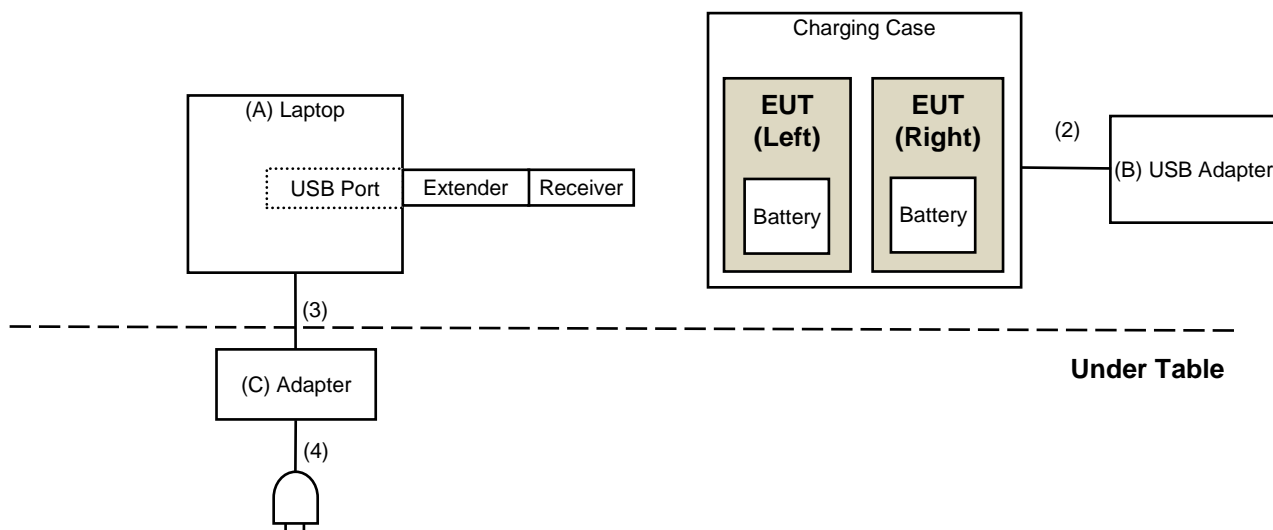 Charging Case
(A) Laptop
USB Port
Extender
Receiver
EUT
(Left)
Battery
EUT
(Right)
Battery
(2)
(B) USB Adapter
(3)
Under Table
(C) Adapter
(4)